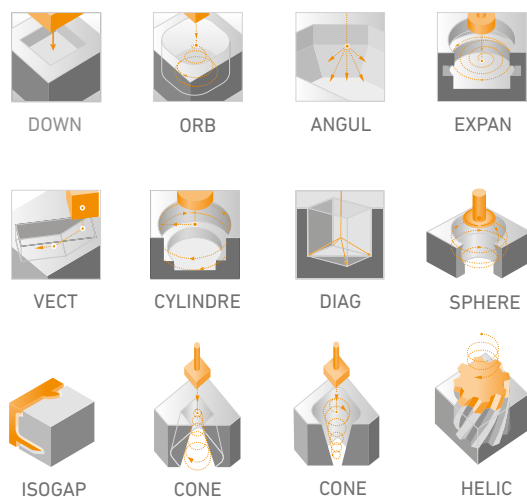 DOWN
ORB
ANGUL
EXPAN
VECT
CYLINDRE
DIAG
SPHERE
ISOGAP
CONE
CONE
HELIC